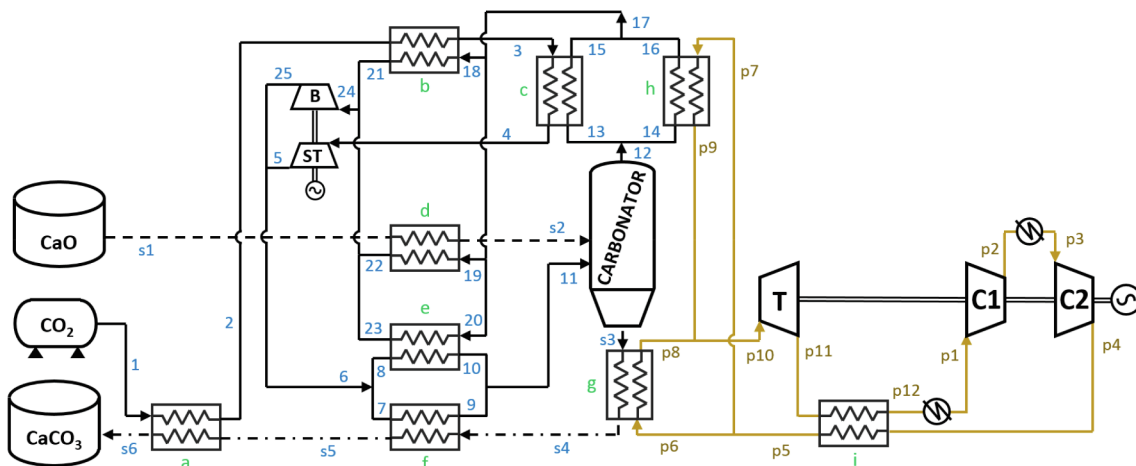 17
3
15
16
p7
25
21
18
b
B
24
c
h
4
13
14
5
ST
12
p9
d
CaO
s1
s2
CARBONATOR
22
19
11
p2
p3
T
C1
C2
e
CO2
23
20
2
1
8
10
s3
p8
p10
p11
p1
p4
6
g
p12
CaCO3
7
9
s6
s5
s4
p6
p5
a
f
i